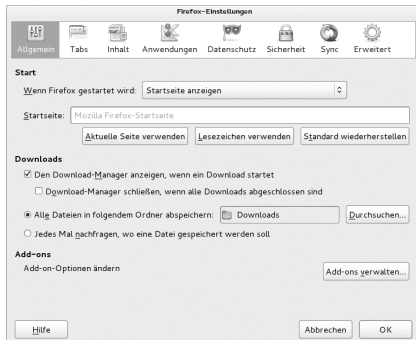 Firefox-Einstellungen
Allgemein Tabs Inhalt Anwendungen Datenschutz Sicherheit Sync Erweitert
Start
Wenn Firefox gestartet wird: Startseite anzeigen
Startseite: Mozilla Firefox-Startseite
Aktuelle Seite verwenden Lesezeichen verwenden Standard wiederherstellen
Downloads
Den Download-Manager anzeigen, wenn ein Download startet
Download-Manager schließen, wenn alle Downloads abgeschlossen sind
Alle Dateien in folgendem Ordner abspeichern: Downloads Durchsuchen...
Jedes Mal nachfragen, wo eine Datei gespeichert werden soll
Add-ons
Add-on-Optionen ändern Add-ons verwalten...
Hilfe Abbrechen OK